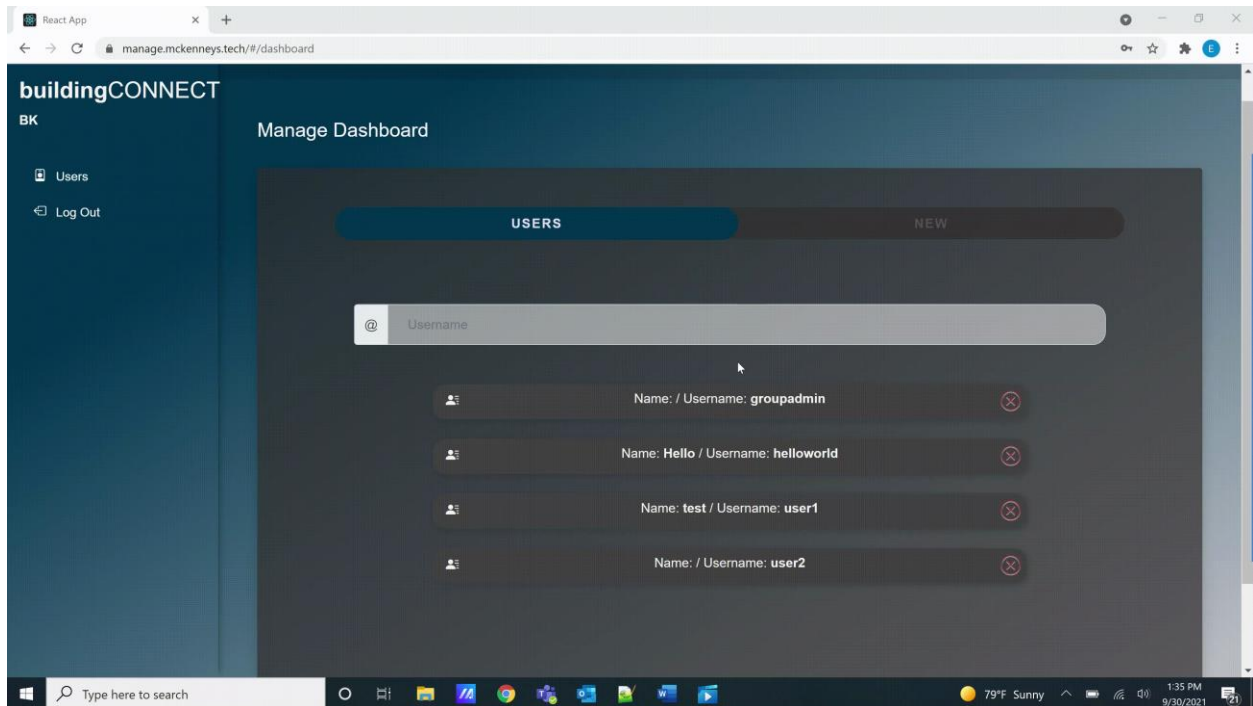 React App
manage.mckenneys.tech/#/dashboard
E
buildingCONNECT
BK
Users
Log Out
Manage Dashboard
USERS
NEW
@ Username
Name: / Username: groupadmin
Name: Hello / Username: helloworld
Name: test / Username: user1
Name: / Username: user2
Type here to search
79°F Sunny
1:35 PM
9/30/2021
21